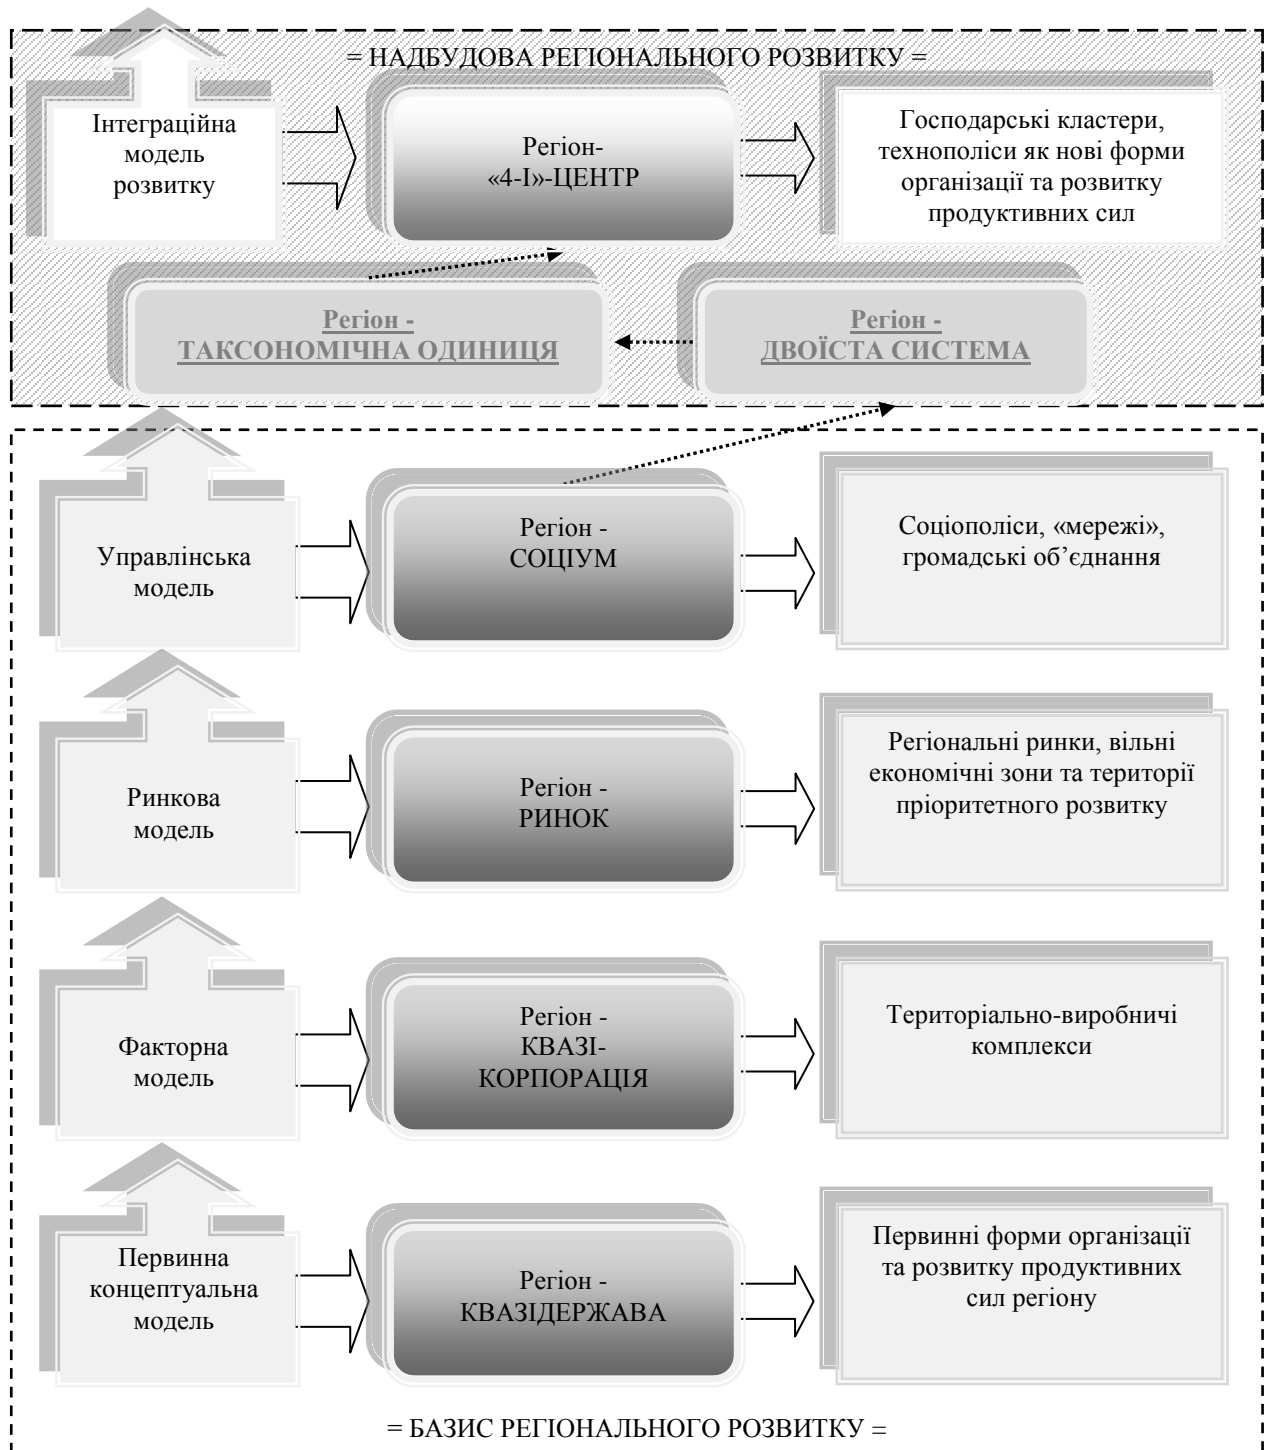 = НАДБУДОВА РЕГІОНАЛЬНОГО РОЗВИТКУ =
Інтеграційна
модель
розвитку
Регіон-
«4-І»-ЦЕНТР
Господарські кластери,
технополіси як нові форми
організації та розвитку
продуктивних сил
Регіон -
ТАКСОНОМІЧНА ОДИНИЦЯ
Регіон -
ДВОЇСТА СИСТЕМА
Управлінська
модель
Регіон -
СОЦІУМ
Соціополіси, «мережі»,
громадські об’єднання
Ринкова
модель
Регіон -
РИНОК
Регіональні ринки, вільні
економічні зони та території
пріоритетного розвитку
Факторна
модель
Регіон -
КВАЗІ-
КОРПОРАЦІЯ
Територіально-виробничі
комплекси
Первинна
концептуальна
модель
Регіон -
КВАЗІДЕРЖАВА
Первинні форми організації
та розвитку продуктивних
сил регіону
= БАЗИС РЕГІОНАЛЬНОГО РОЗВИТКУ =